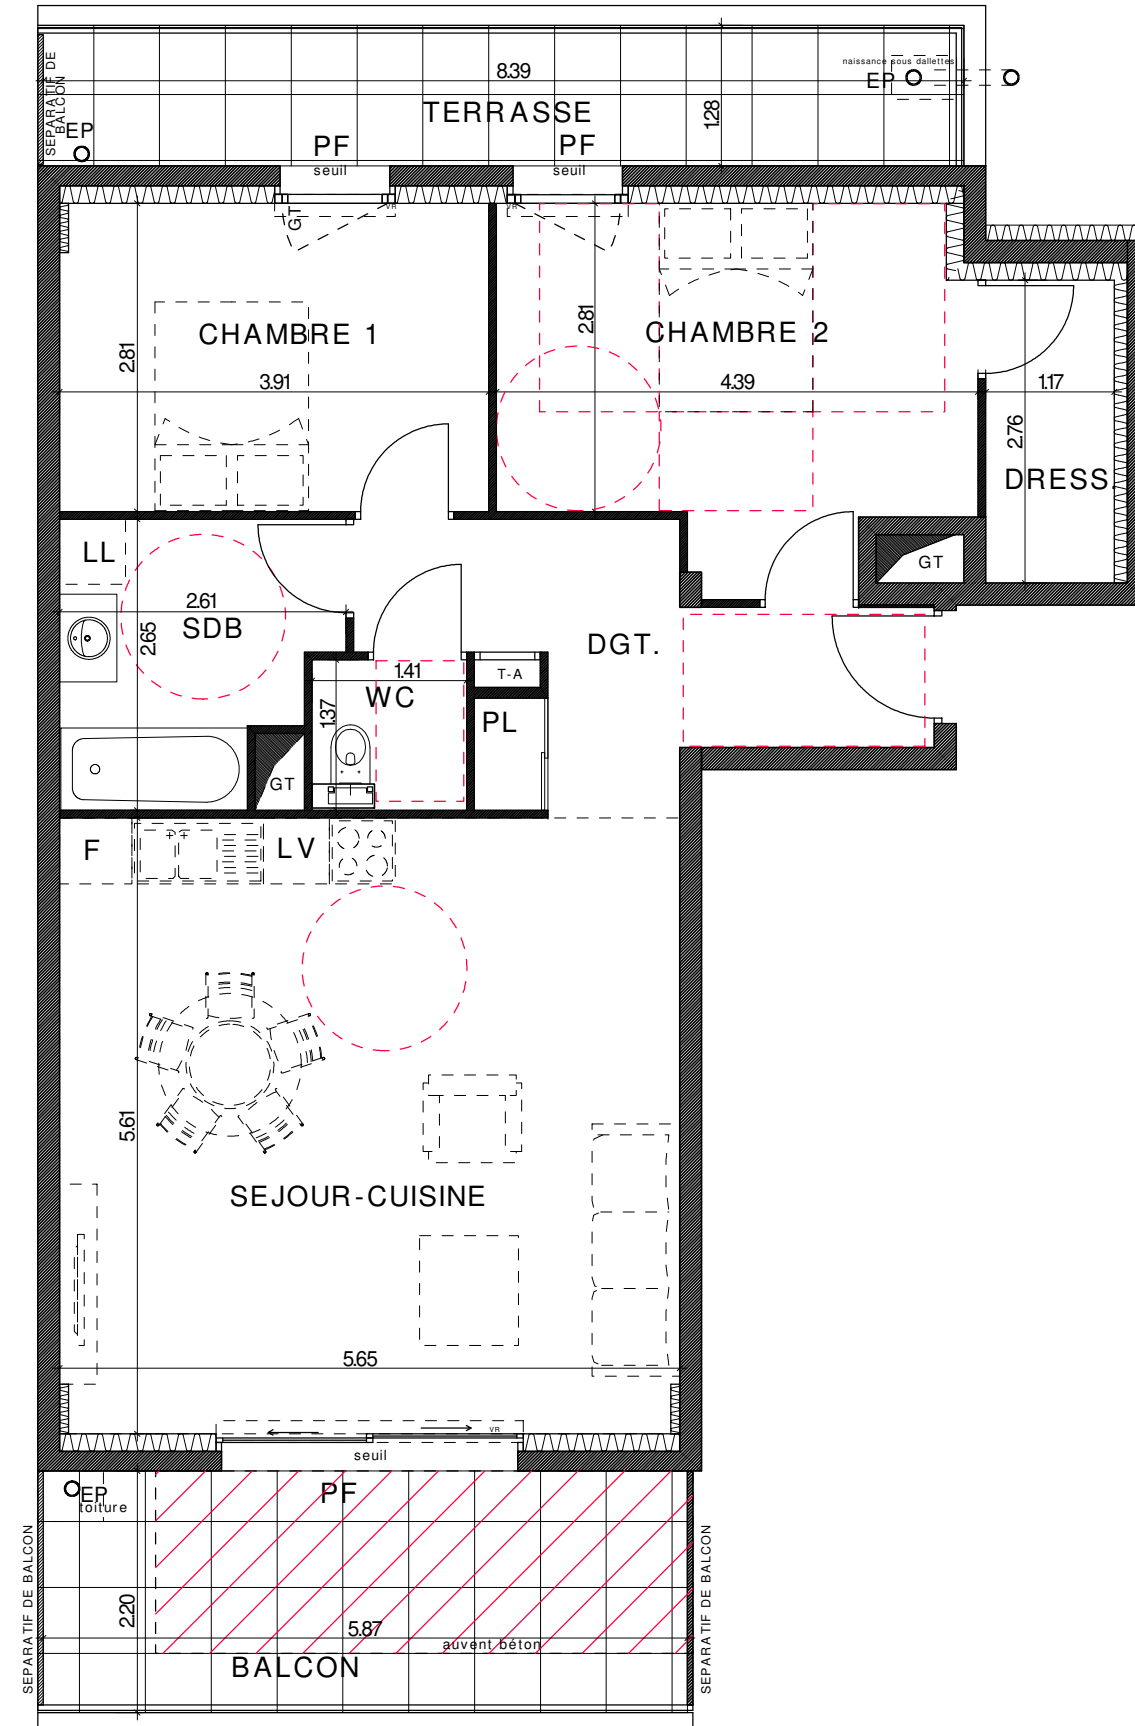 SEPARATIF DE
BALCON
8.39
naissance sous dallettes
EP
TERRASSE
1.28
EP
PF
PF
seuil
seuil
GT
VR
VR
CHAMBRE 1
2.81
3.91
CHAMBRE 2
2.81
4.39
1.17
2.76
DRESS.
LL
GT
2.61
SDB
2.65
DGT.
1.41
WC
1.37
T-A
PL
GT
F
LV
5.61
SEJOUR-CUISINE
5.65
VR
seuil
EP
toiture
PF
SEPARATIF DE BALCON
SEPARATIF DE BALCON
2.20
5.87
auvent béton
BALCON